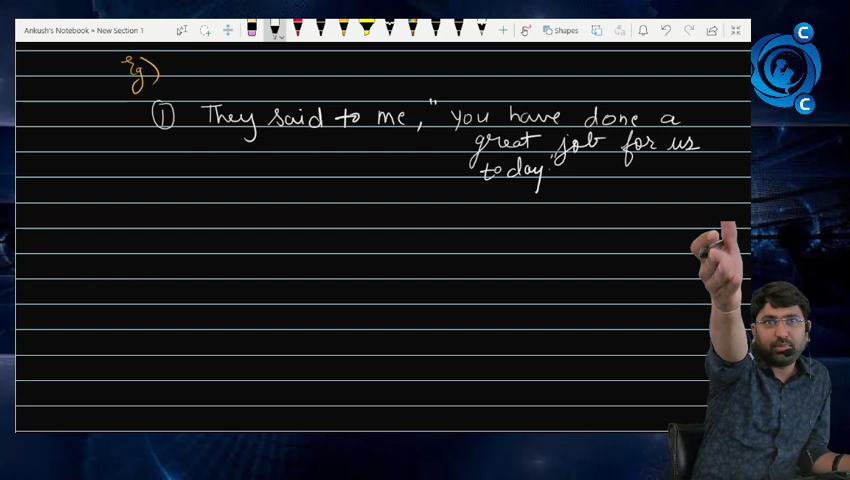 Ankush's Notebook > New Section 1
Shapes
C
Eg)
① They said to me, "you have done a
great job for us
today."
C